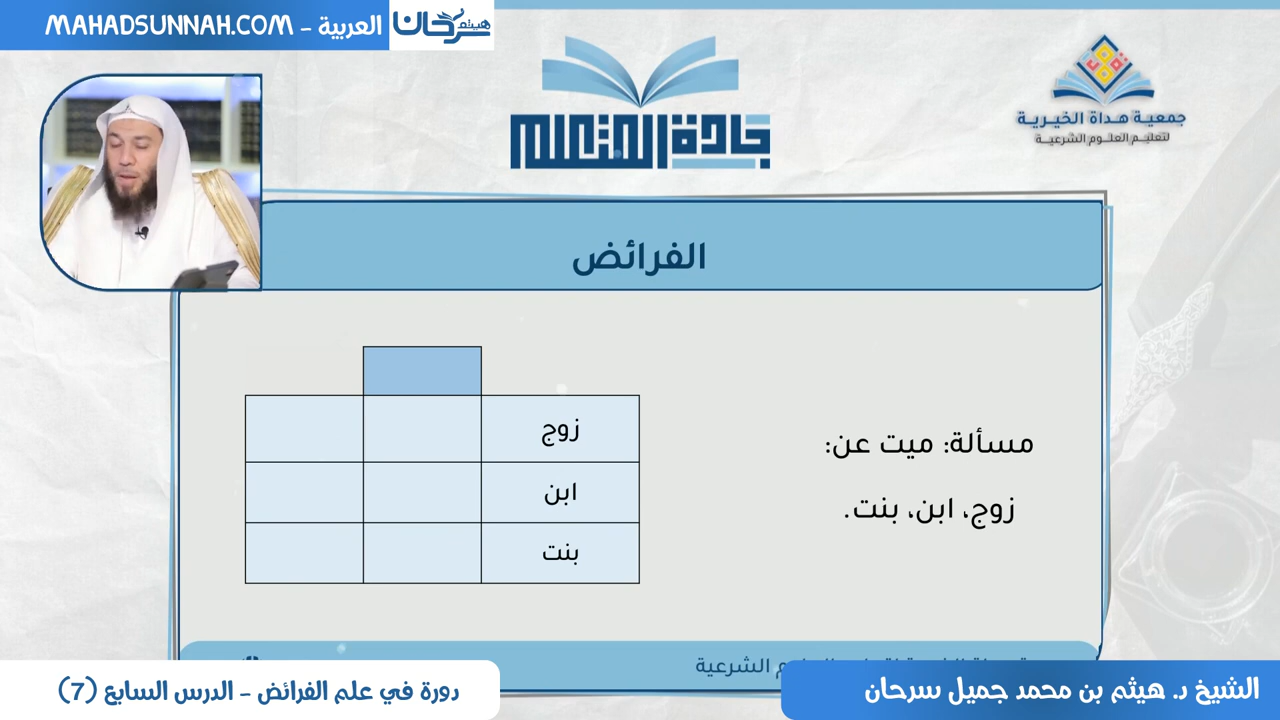 MAHADSUNNAH.COM - العربية
هيثم سرحان
جادة المتعلم
جمعية هداة الخيرية
لتعليم العلوم الشرعية
الفرائض
مسألة: ميت عن:
زوج، ابن، بنت.
زوج
ابن
بنت
الشرعية
الشيخ د. هيثم بن محمد جميل سرحان
دورة في علم الفرائض - الدرس السابع (7)